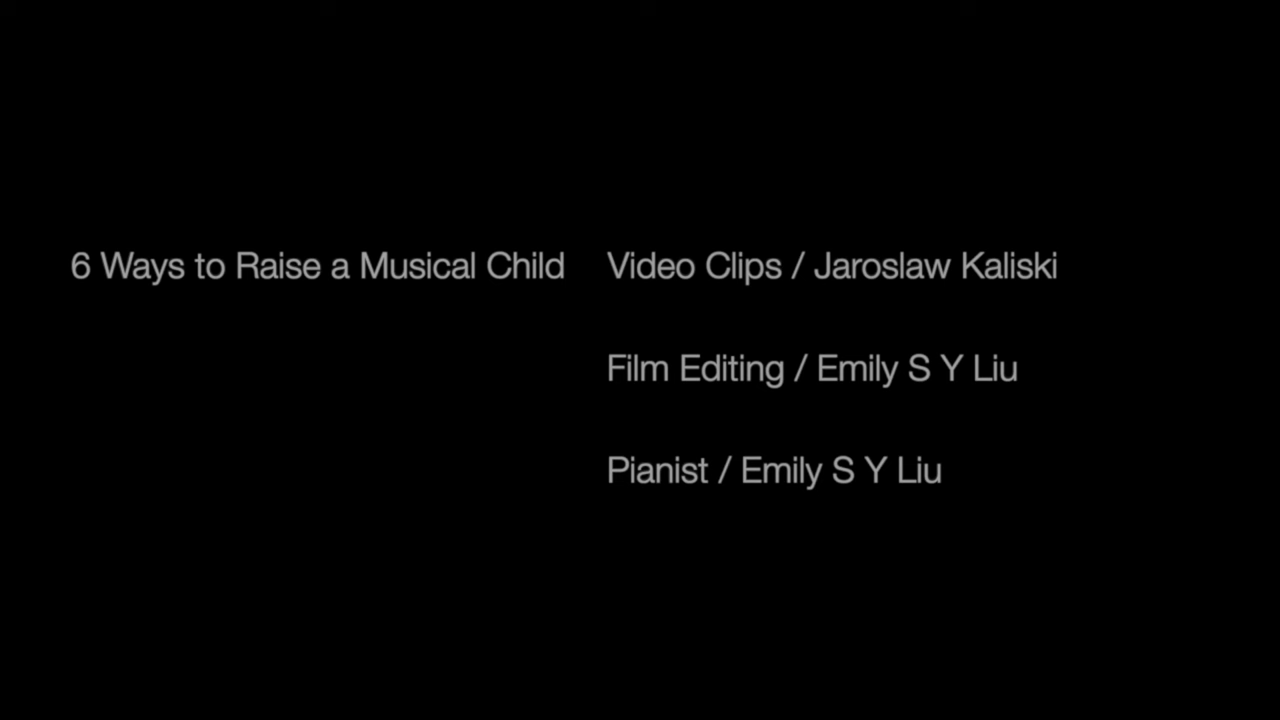 6 Ways to Raise a Musical Child Video Clips / Jaroslaw Kaliski
Film Editing / Emily S Y Liu
Pianist / Emily S Y Liu